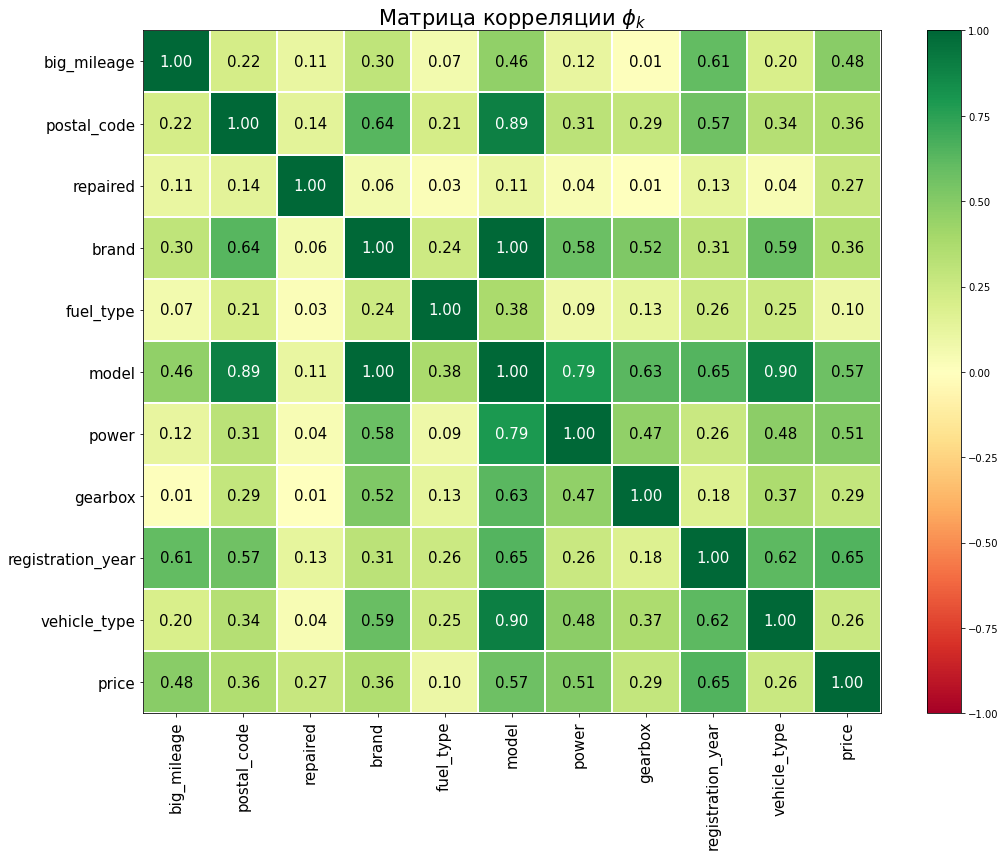 Матрица корреляции ϕk
big_mileage 1.00 0.22 0.11 0.30 0.07 0.46 0.12 0.01 0.61 0.20 0.48
postal_code 0.22 1.00 0.14 0.64 0.21 0.89 0.31 0.29 0.57 0.34 0.36
repaired 0.11 0.14 1.00 0.06 0.03 0.11 0.04 0.01 0.13 0.04 0.27
brand 0.30 0.64 0.06 1.00 0.24 1.00 0.58 0.52 0.31 0.59 0.36
fuel_type 0.07 0.21 0.03 0.24 1.00 0.38 0.09 0.13 0.26 0.25 0.10
model 0.46 0.89 0.11 1.00 0.38 1.00 0.79 0.63 0.65 0.90 0.57
power 0.12 0.31 0.04 0.58 0.09 0.79 1.00 0.47 0.26 0.48 0.51
gearbox 0.01 0.29 0.01 0.52 0.13 0.63 0.47 1.00 0.18 0.37 0.29
registration_year 0.61 0.57 0.13 0.31 0.26 0.65 0.26 0.18 1.00 0.62 0.65
vehicle_type 0.20 0.34 0.04 0.59 0.25 0.90 0.48 0.37 0.62 1.00 0.26
price 0.48 0.36 0.27 0.36 0.10 0.57 0.51 0.29 0.65 0.26 1.00
big_mileage
postal_code
repaired
brand
fuel_type
model
power
gearbox
registration_year
vehicle_type
price
1.00
0.75
0.50
0.25
0.00
−0.25
−0.50
−0.75
−1.00